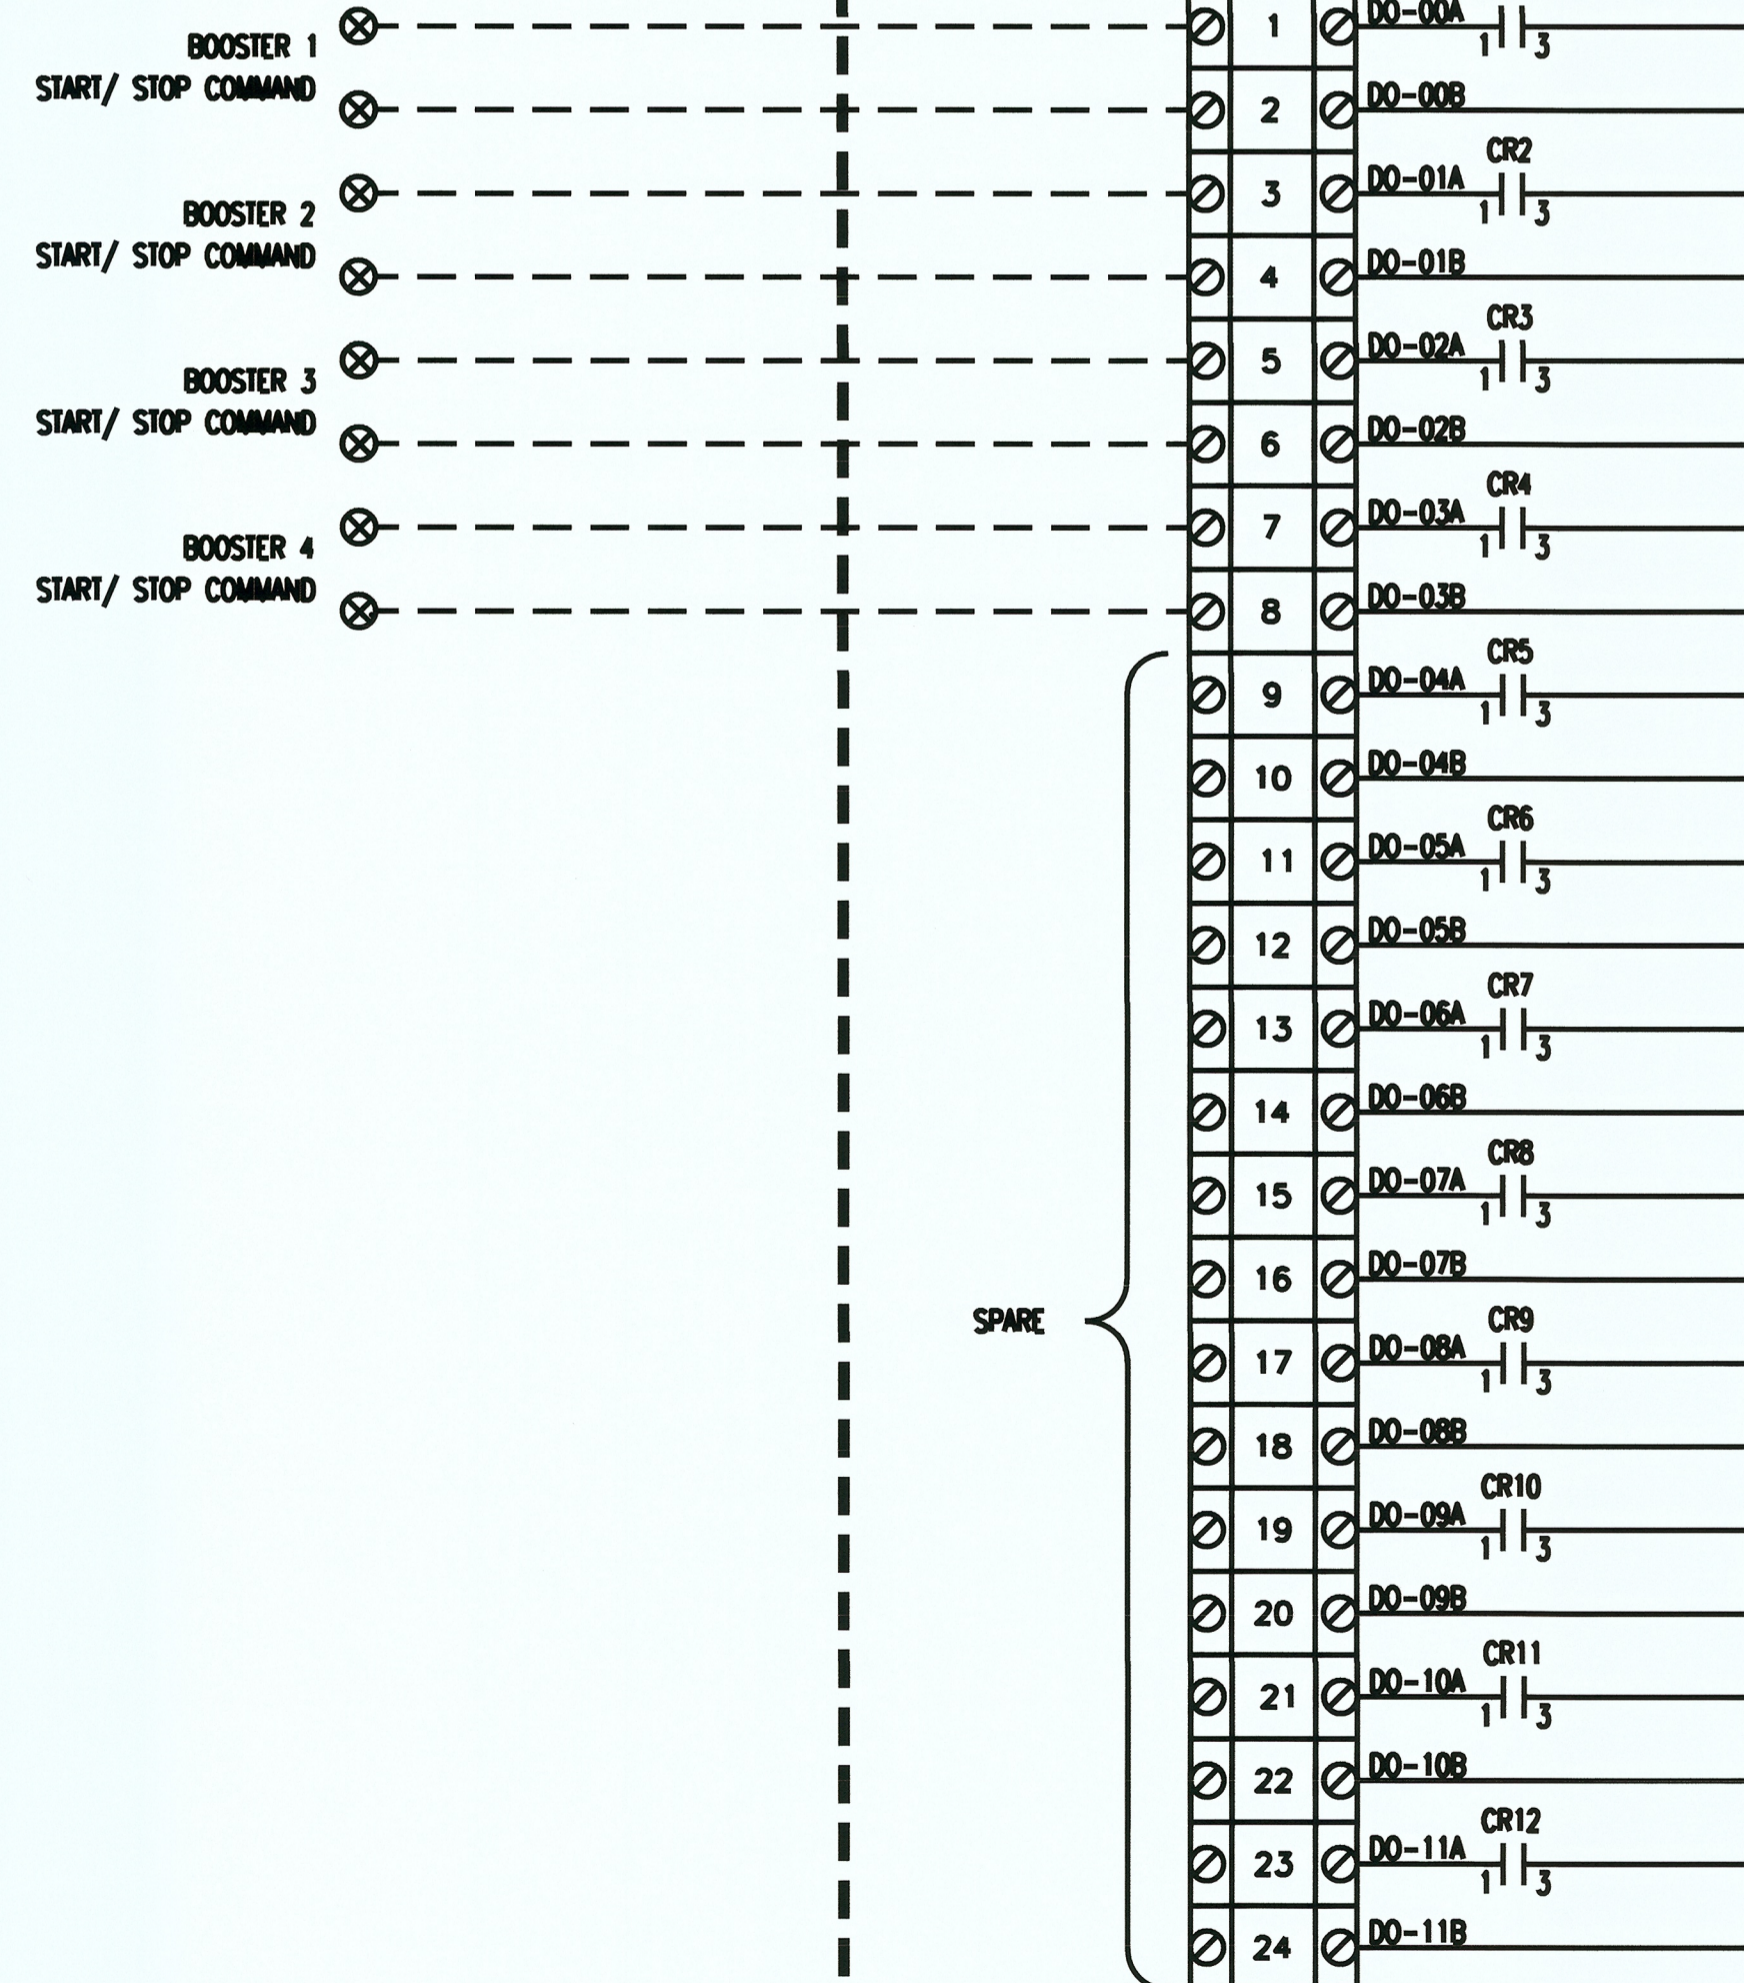 1
DO-00A
1 3
BOOSTER 1
START/ STOP COMMAND
2
DO-00B
CR2
3
DO-01A
1 3
BOOSTER 2
START/ STOP COMMAND
4
DO-01B
CR3
5
DO-02A
1 3
BOOSTER 3
START/ STOP COMMAND
6
DO-02B
CR4
7
DO-03A
1 3
BOOSTER 4
START/ STOP COMMAND
8
DO-03B
CR5
9
DO-04A
1 3
10
DO-04B
CR6
11
DO-05A
1 3
12
DO-05B
CR7
13
DO-06A
1 3
14
DO-06B
CR8
15
DO-07A
1 3
16
DO-07B
SPARE
CR9
17
DO-08A
1 3
18
DO-08B
CR10
19
DO-09A
1 3
20
DO-09B
CR11
21
DO-10A
1 3
22
DO-10B
CR12
23
DO-11A
1 3
24
DO-11B